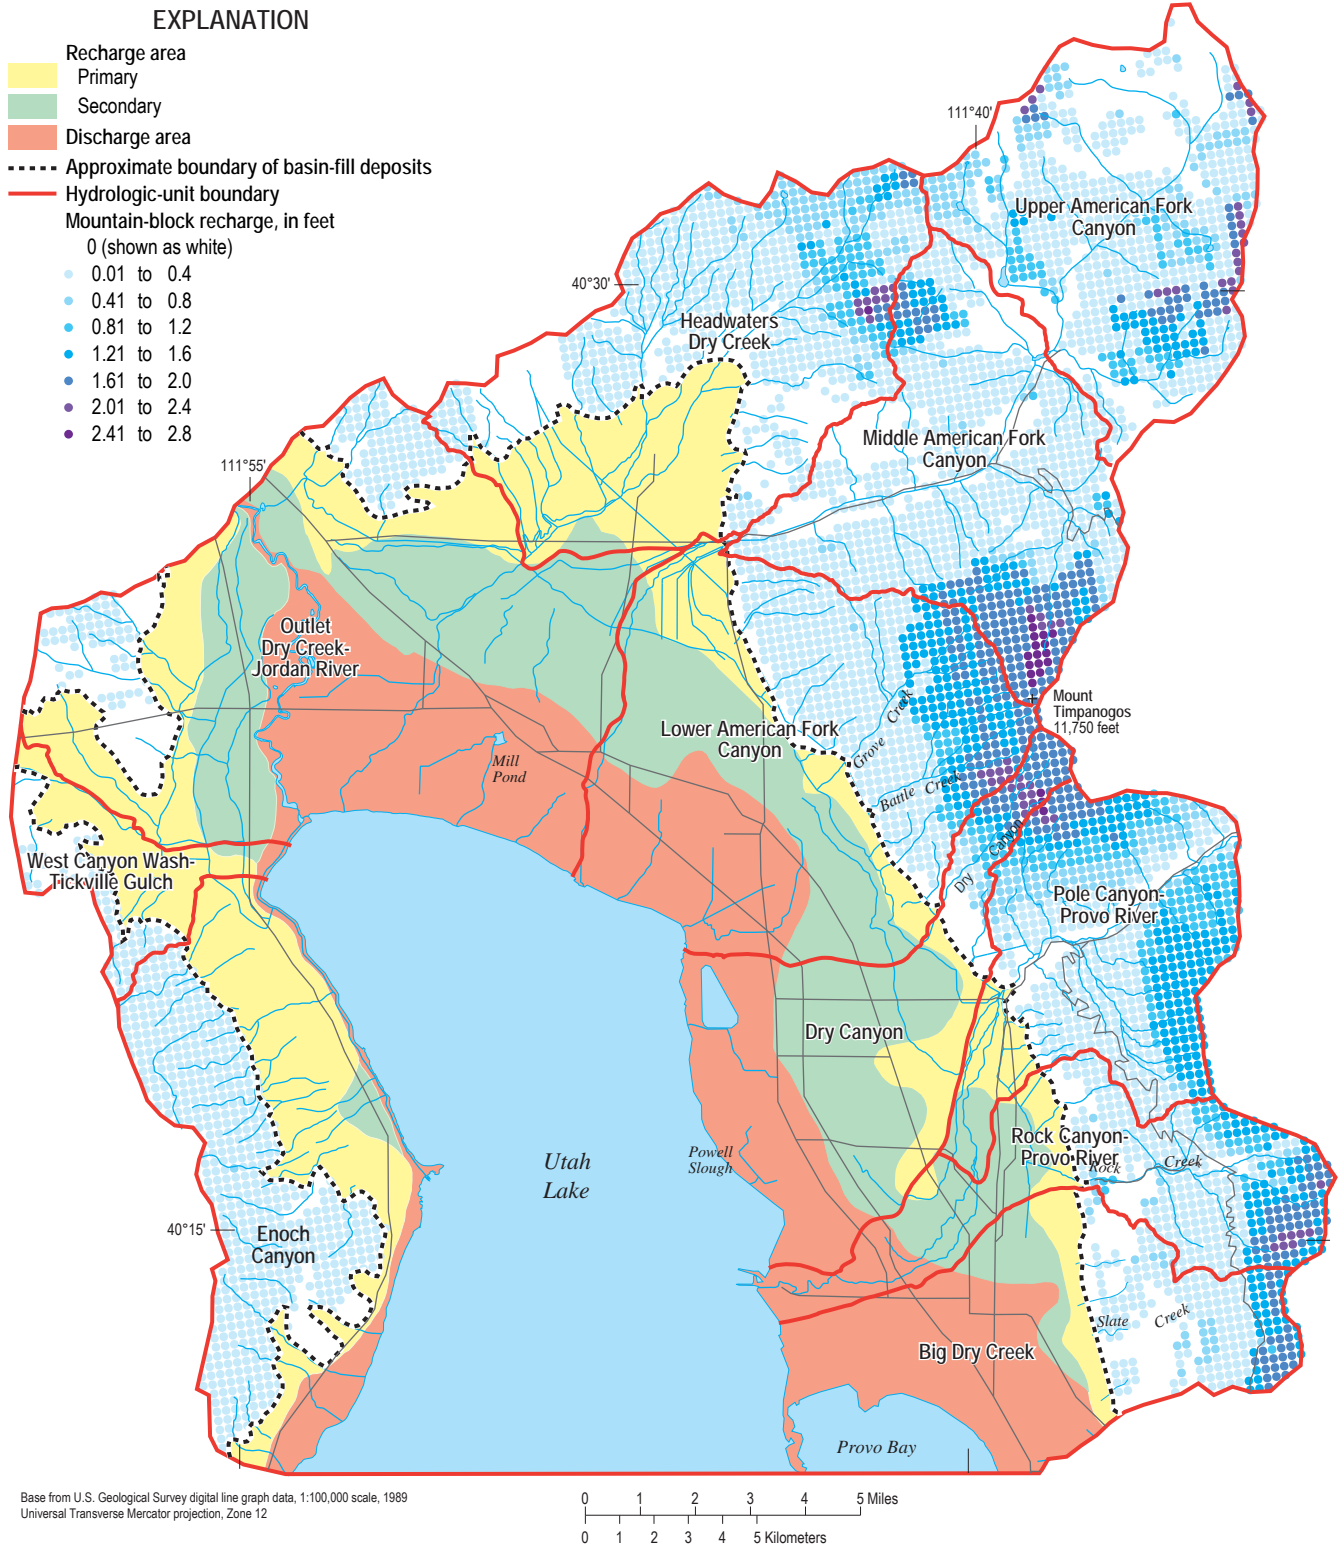 EXPLANATION
Recharge area
Primary
Secondary
Discharge area
Approximate boundary of basin-fill deposits
Hydrologic-unit boundary
Mountain-block recharge, in feet
0 (shown as white)
0.01 to 0.4
0.41 to 0.8
0.81 to 1.2
1.21 to 1.6
1.61 to 2.0
2.01 to 2.4
2.41 to 2.8
111°40'
Upper American Fork
Canyon
40°30'
Headwaters
Dry Creek
Middle American Fork
Canyon
111°55'
Outlet
Dry Creek-
Jordan River
Mount
Timpanogos
11,750 feet
Lower American Fork
Canyon
Grove Creek
Mill
Pond
Battle Creek
Dry Canyon
West Canyon Wash-
Tickville Gulch
Pole Canyon-
Provo River
Dry Canyon
Rock Canyon-
Provo River
Rock Creek
Powell
Slough
Utah
Lake
40°15'
Enoch
Canyon
Slate Creek
Big Dry Creek
Provo Bay
Base from U.S. Geological Survey digital line graph data, 1:100,000 scale, 1989
Universal Transverse Mercator projection, Zone 12
0 1 2 3 4 5 Miles
0 1 2 3 4 5 Kilometers